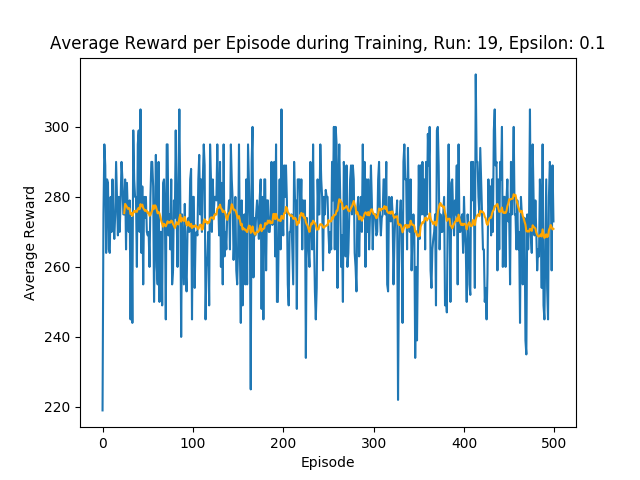 Average Reward per Episode during Training, Run: 19, Epsilon: 0.1
Average Reward
300
280
260
240
220
0 100 200 300 400 500
Episode